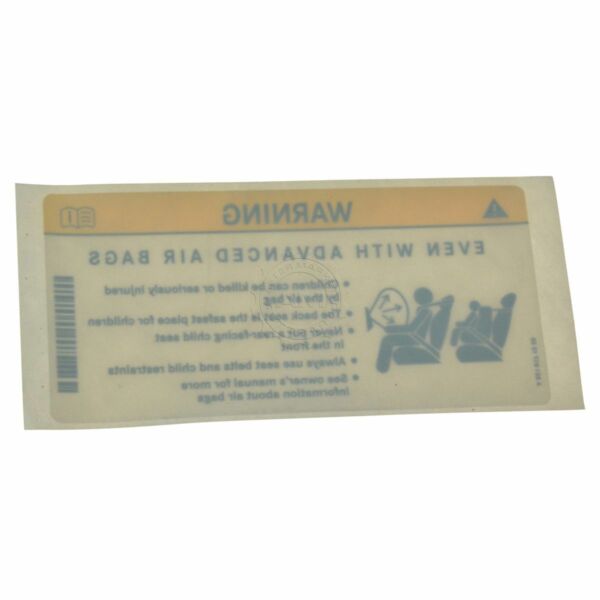 WARNING
EVEN WITH ADVANCED AIR BAGS
• Children can be killed or seriously injured
by the air bag
• The back seat is the safest place for children
• Never put a rear-facing child seat
in the front
• Always use seat belts and child restraints
• See owner's manual for more
information about air bags